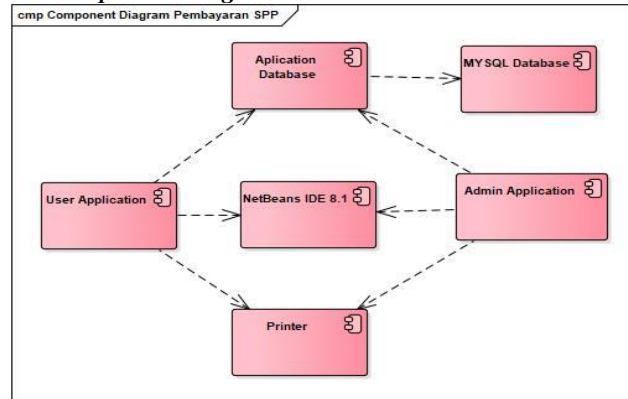 cmp Component Diagram Pembayaran SPP
Aplication
Database
MYSQL Database
User Application
NetBeans IDE 8.1
Admin Application
Printer